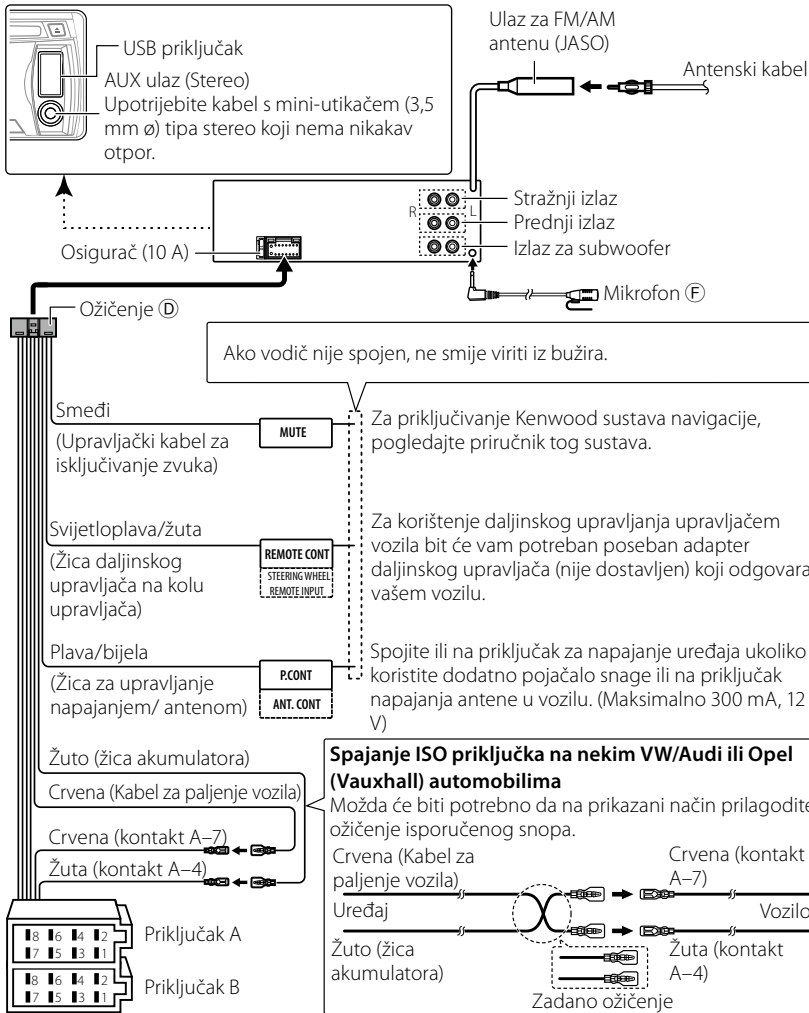 USB priključak
AUX ulaz (Stereo)
Upotrijebite kabel s mini-utikačem (3,5
mm ø) tipa stereo koji nema nikakav
otpor.
Ulaz za FM/AM
antenu (JASO)
Antenski kabel
R
L
Stražnji izlaz
Prednji izlaz
Izlaz za subwoofer
Osigurač (10 A)
Mikrofon Ⓕ
Ožičenje Ⓓ
Ako vodič nije spojen, ne smije viriti iz bužira.
Smeđi
(Upravljački kabel za
isključivanje zvuka)
MUTE
Za priključivanje Kenwood sustava navigacije,
pogledajte priručnik tog sustava.
Svijetloplava/žuta
(Žica daljinskog
upravljača na kolu
upravljača)
REMOTE CONT
STEERING WHEEL
REMOTE INPUT
Za korištenje daljinskog upravljanja upravljačem
vozila bit će vam potreban poseban adapter
daljinskog upravljača (nije dostavljen) koji odgovara
vašem vozilu.
Plava/bijela
(Žica za upravljanje
napajanjem/ antenom)
P.CONT
ANT. CONT
Spojite ili na priključak za napajanje uređaja ukoliko
koristite dodatno pojačalo snage ili na priključak
napajanja antene u vozilu. (Maksimalno 300 mA, 12
V)
Žuto (žica akumulatora)
Crvena (Kabel za paljenje vozila)
Crvena (kontakt A–7)
Žuta (kontakt A–4)
8 6 4 2
7 5 3 1
Priključak A
8 6 4 2
7 5 3 1
Priključak B
Spajanje ISO priključka na nekim VW/Audi ili Opel
(Vauxhall) automobilima
Možda će biti potrebno da na prikazani način prilagodite
ožičenje isporučenog snopa.
Crvena (Kabel za
paljenje vozila)
Crvena (kontakt
A–7)
Uređaj
Vozilo
Žuto (žica
akumulatora)
Žuta (kontakt
A–4)
Zadano ožičenje